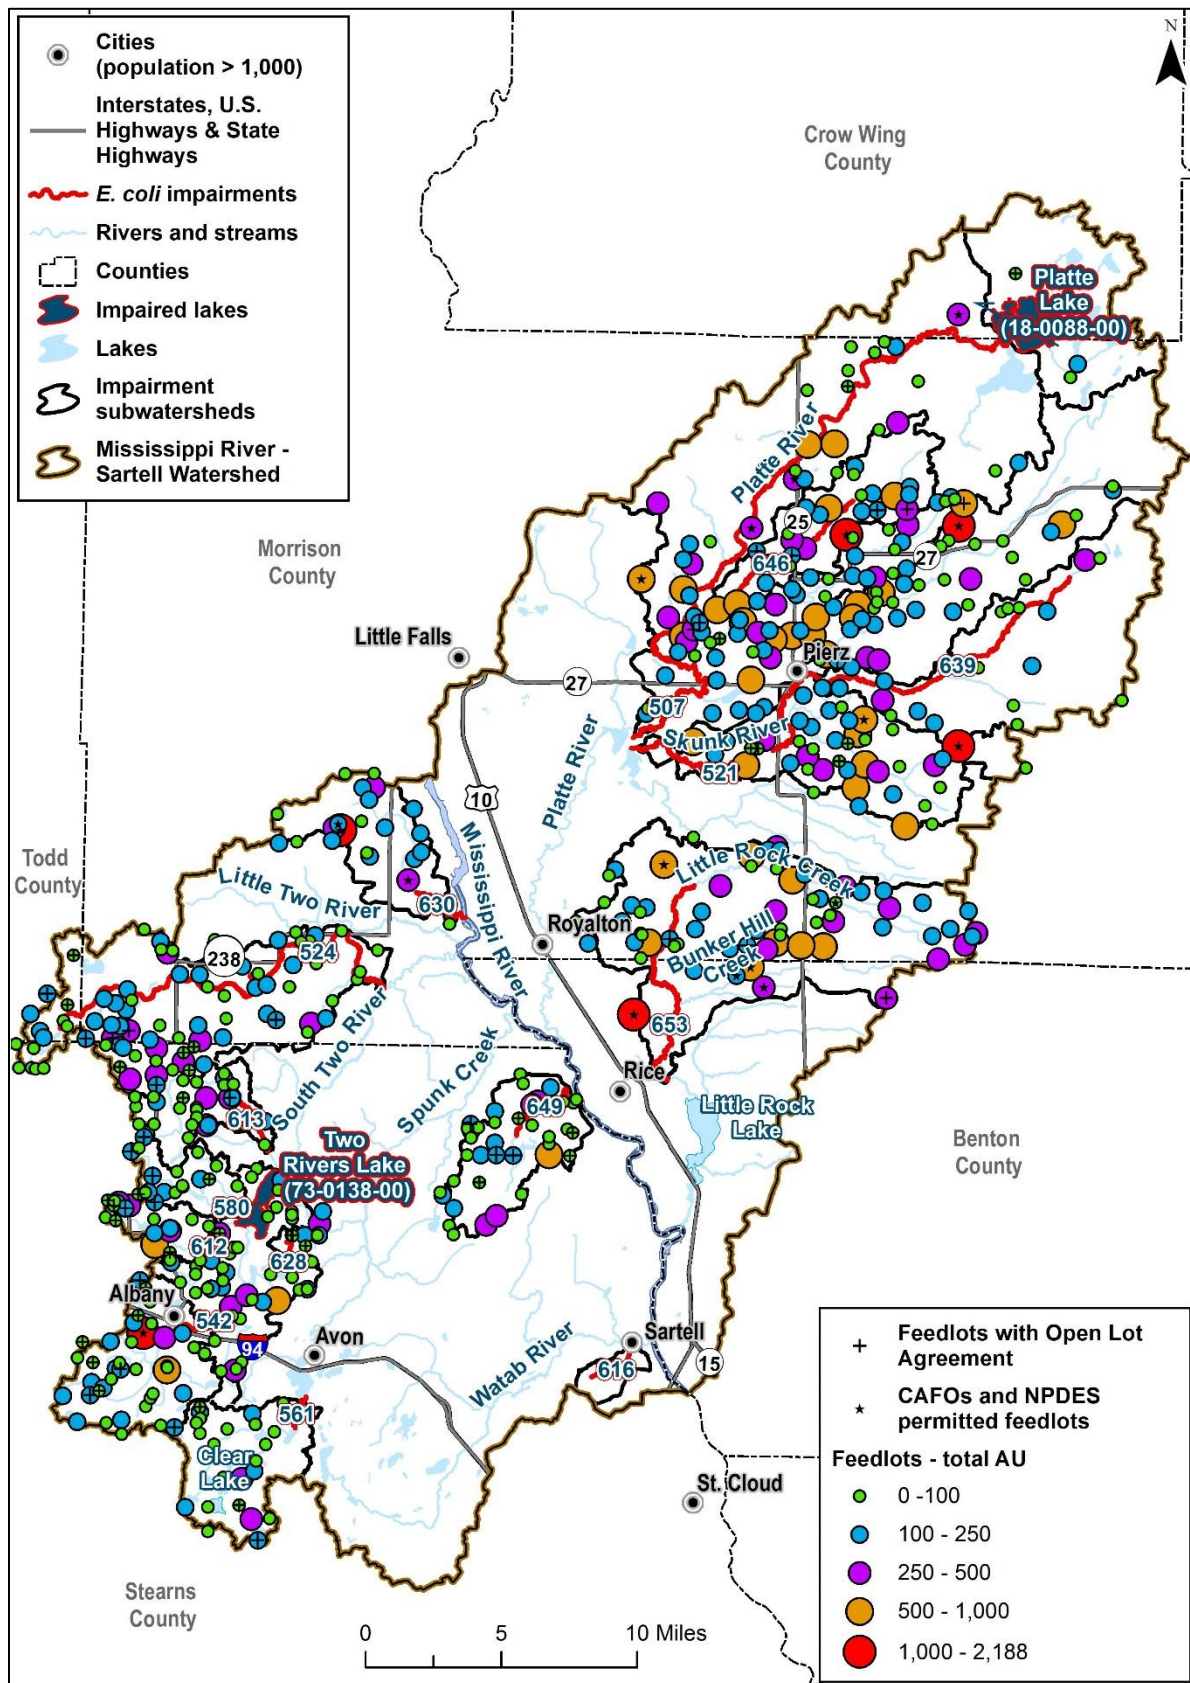 Cities
(population > 1,000)
Interstates, U.S.
Highways & State
Highways
E. coli impairments
Rivers and streams
Counties
Impaired lakes
Lakes
Impairment
subwatersheds
Mississippi River -
Sartell Watershed
N
Crow Wing
County
Platte
Lake
(18-0088-00)
Platte River
25
27
646
Morrison
County
Little Falls
Pierz
639
27
507
Skunk River
521
Platte River
10
Todd
County
Mississippi River
Little Rock Creek
Little Two River
630
Royalton
Bunker Hill
Creek
524
238
South Two River
653
Spunk Creek
Rice
Little Rock
Lake
649
613
Two
Rivers Lake
(73-0138-00)
Benton
County
580
612
628
Albany
542
94
Avon
Watab River
Sartell
616
15
561
Clear
Lake
St. Cloud
Stearns
County
0 5 10 Miles
Feedlots with Open Lot
Agreement
CAFOs and NPDES
permitted feedlots
Feedlots - total AU
0 -100
100 - 250
250 - 500
500 - 1,000
1,000 - 2,188